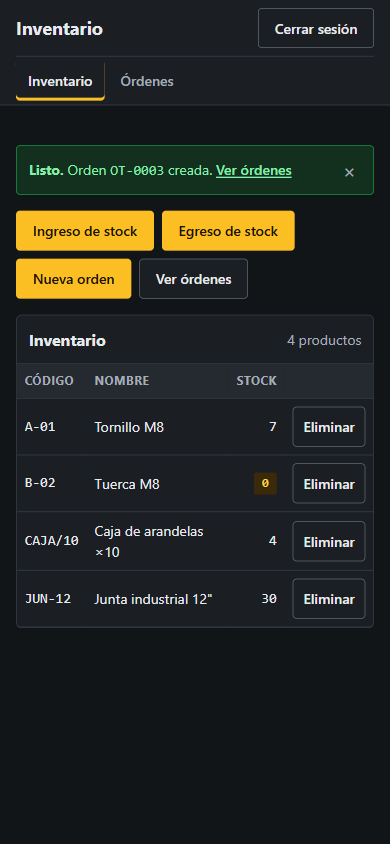 Inventario
Cerrar sesión
Inventario
Órdenes
Listo. Orden OT-0003 creada. Ver órdenes ×
Ingreso de stock
Egreso de stock
Nueva orden
Ver órdenes
Inventario
4 productos
CÓDIGO NOMBRE STOCK
A-01 Tornillo M8 7 Eliminar
B-02 Tuerca M8 0 Eliminar
CAJA/10 Caja de arandelas
×10 4 Eliminar
JUN-12 Junta industrial 12" 30 Eliminar